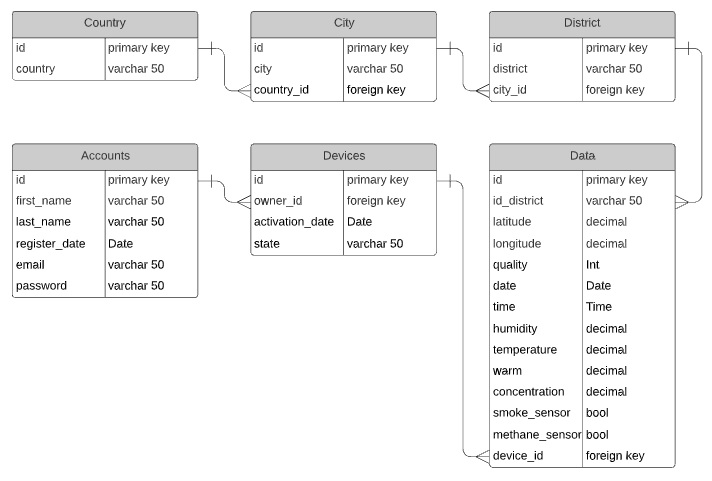 Country
id primary key
country varchar 50
City
id primary key
city varchar 50
country_id foreign key
District
id primary key
district varchar 50
city_id foreign key
Accounts
id primary key
first_name varchar 50
last_name varchar 50
register_date Date
email varchar 50
password varchar 50
Devices
id primary key
owner_id foreign key
activation_date Date
state varchar 50
Data
id primary key
id_district varchar 50
latitude decimal
longitude decimal
quality Int
date Date
time Time
humidity decimal
temperature decimal
warm decimal
concentration decimal
smoke_sensor bool
methane_sensor bool
device_id foreign key